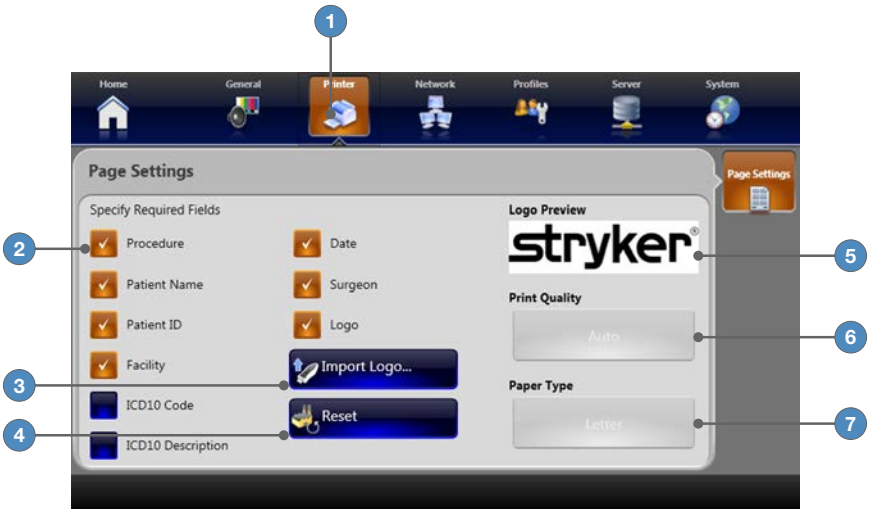 1
Home General Printer Network Profiles Server System
Page Settings
Page Settings
Specify Required Fields
Logo Preview
2
Procedure
Date
stryker®
5
Patient Name
Surgeon
Print Quality
Patient ID
Logo
Auto
6
Facility
Import Logo...
3
Paper Type
ICD10 Code
Reset
4
Letter
7
ICD10 Description